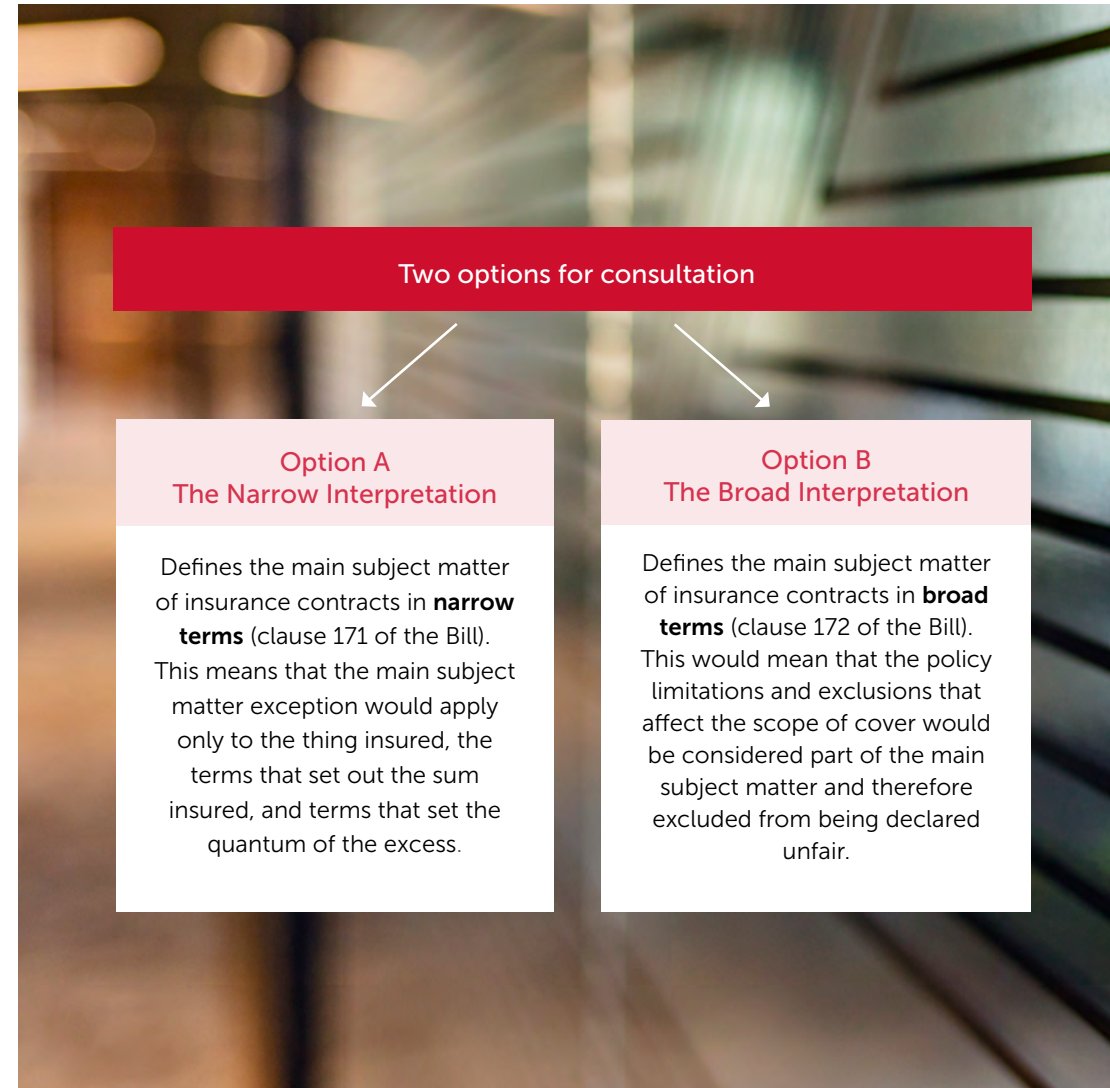 Two options for consultation
Option A
The Narrow Interpretation
Defines the main subject matter
of insurance contracts in narrow
terms (clause 171 of the Bill).
This means that the main subject
matter exception would apply
only to the thing insured, the
terms that set out the sum
insured, and terms that set the
quantum of the excess.
Option B
The Broad Interpretation
Defines the main subject matter
of insurance contracts in broad
terms (clause 172 of the Bill).
This would mean that the policy
limitations and exclusions that
affect the scope of cover would
be considered part of the main
subject matter and therefore
excluded from being declared
unfair.